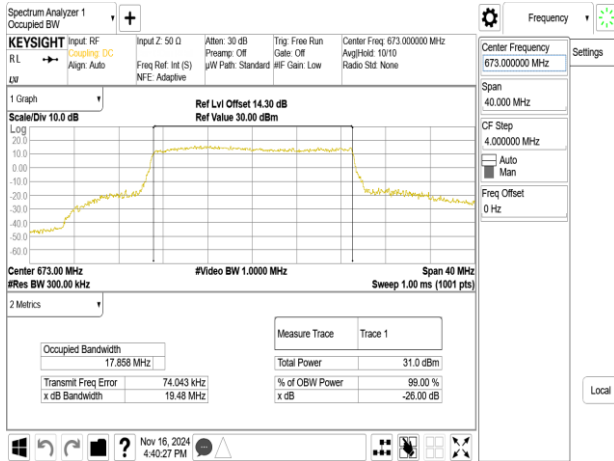 Spectrum Analyzer 1
Occupied BW
Frequency
KEYSIGHT
RL
Input: RF
Coupling: DC
Align: Auto
Input Z: 50 Ω
Freq Ref: Int (S)
NFE: Adaptive
Atten: 30 dB
Preamp: Off
µW Path: Standard
Trig: Free Run
Gate: Off
#IF Gain: Low
Center Freq: 673.000000 MHz
Avg|Hold: 10/10
Radio Std: None
Center Frequency
673.000000 MHz
Settings
Span
40.000 MHz
CF Step
4.000000 MHz
Auto
Man
Freq Offset
0 Hz
Local
1 Graph
Scale/Div 10.0 dB
Ref Lvl Offset 14.30 dB
Ref Value 30.00 dBm
Log
20.0
10.0
0.00
-10.0
-20.0
-30.0
-40.0
-50.0
-60.0
Center 673.00 MHz
#Video BW 1.0000 MHz
Span 40 MHz
#Res BW 300.00 kHz
Sweep 1.00 ms (1001 pts)
2 Metrics
Occupied Bandwidth
17.858 MHz
Transmit Freq Error 74.043 kHz
x dB Bandwidth 19.48 MHz
Measure Trace Trace 1
Total Power 31.0 dBm
% of OBW Power 99.00 %
x dB -26.00 dB
?
Nov 16, 2024
4:40:27 PM